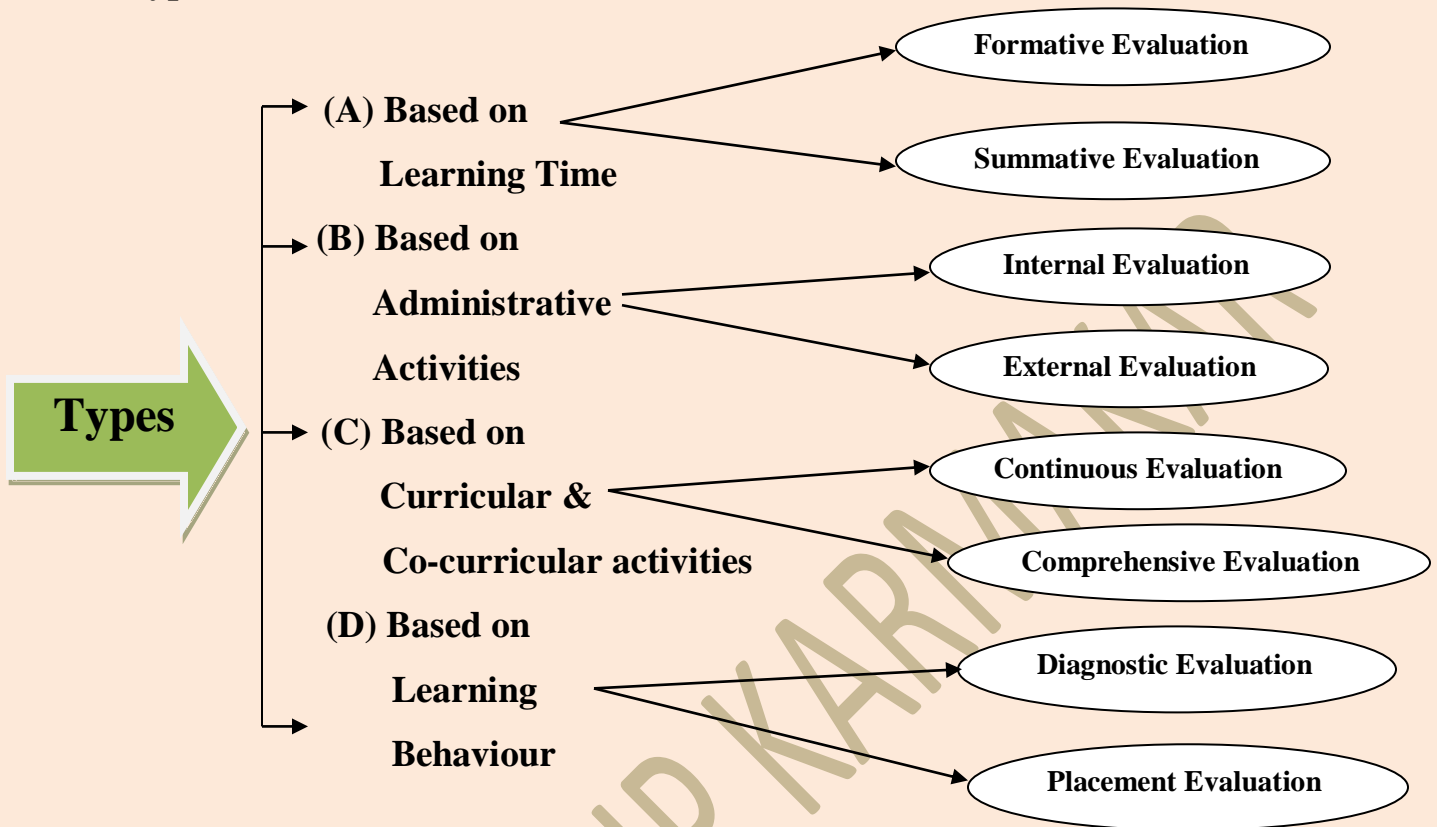 Types
(A) Based on
Learning Time
(B) Based on
Administrative
Activities
(C) Based on
Curricular &
Co-curricular activities
(D) Based on
Learning
Behaviour
Formative Evaluation
Summative Evaluation
Internal Evaluation
External Evaluation
Continuous Evaluation
Comprehensive Evaluation
Diagnostic Evaluation
Placement Evaluation